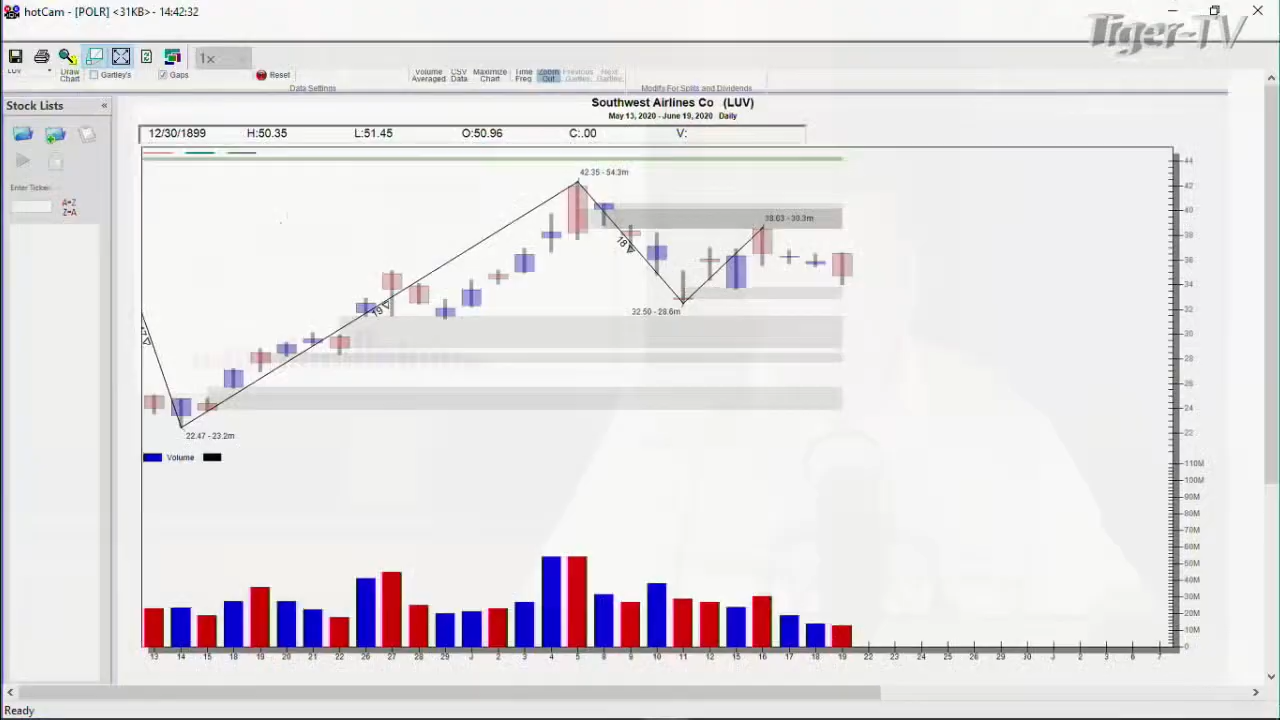 hotCam - [POLR] <31KB> - 14:42:32
Tiger-TV
1x
LUV
Draw Chart
Gartley's
Gaps
Reset
Volume Averaged
CSV Data
Maximize Chart
Time Freq
Zoom Out
Data Settings
Modify For Splits and Dividends
Stock Lists «
Southwest Airlines Co (LUV)
May 13, 2020 - June 19, 2020 Daily
12/30/1899 H:50.35 L:51.45 O:50.96 C:.00 V:
Enter Ticker
A=Z
Z=A
42.35 - 54.3m
18
19
32.50 - 28.6m
22.47 - 23.2m
44
42
40
38
36
34
32
30
28
26
24
22
Volume
110M
100M
90M
80M
70M
60M
50M
40M
30M
20M
10M
0
13 14 15 18 19 20 21 22 26 27 28 29 1 2 3 4 5 8 9 10 11 12 15 16 17 18 19 22 23 24 25 26 29 30 1 2 3 6 7
Ready